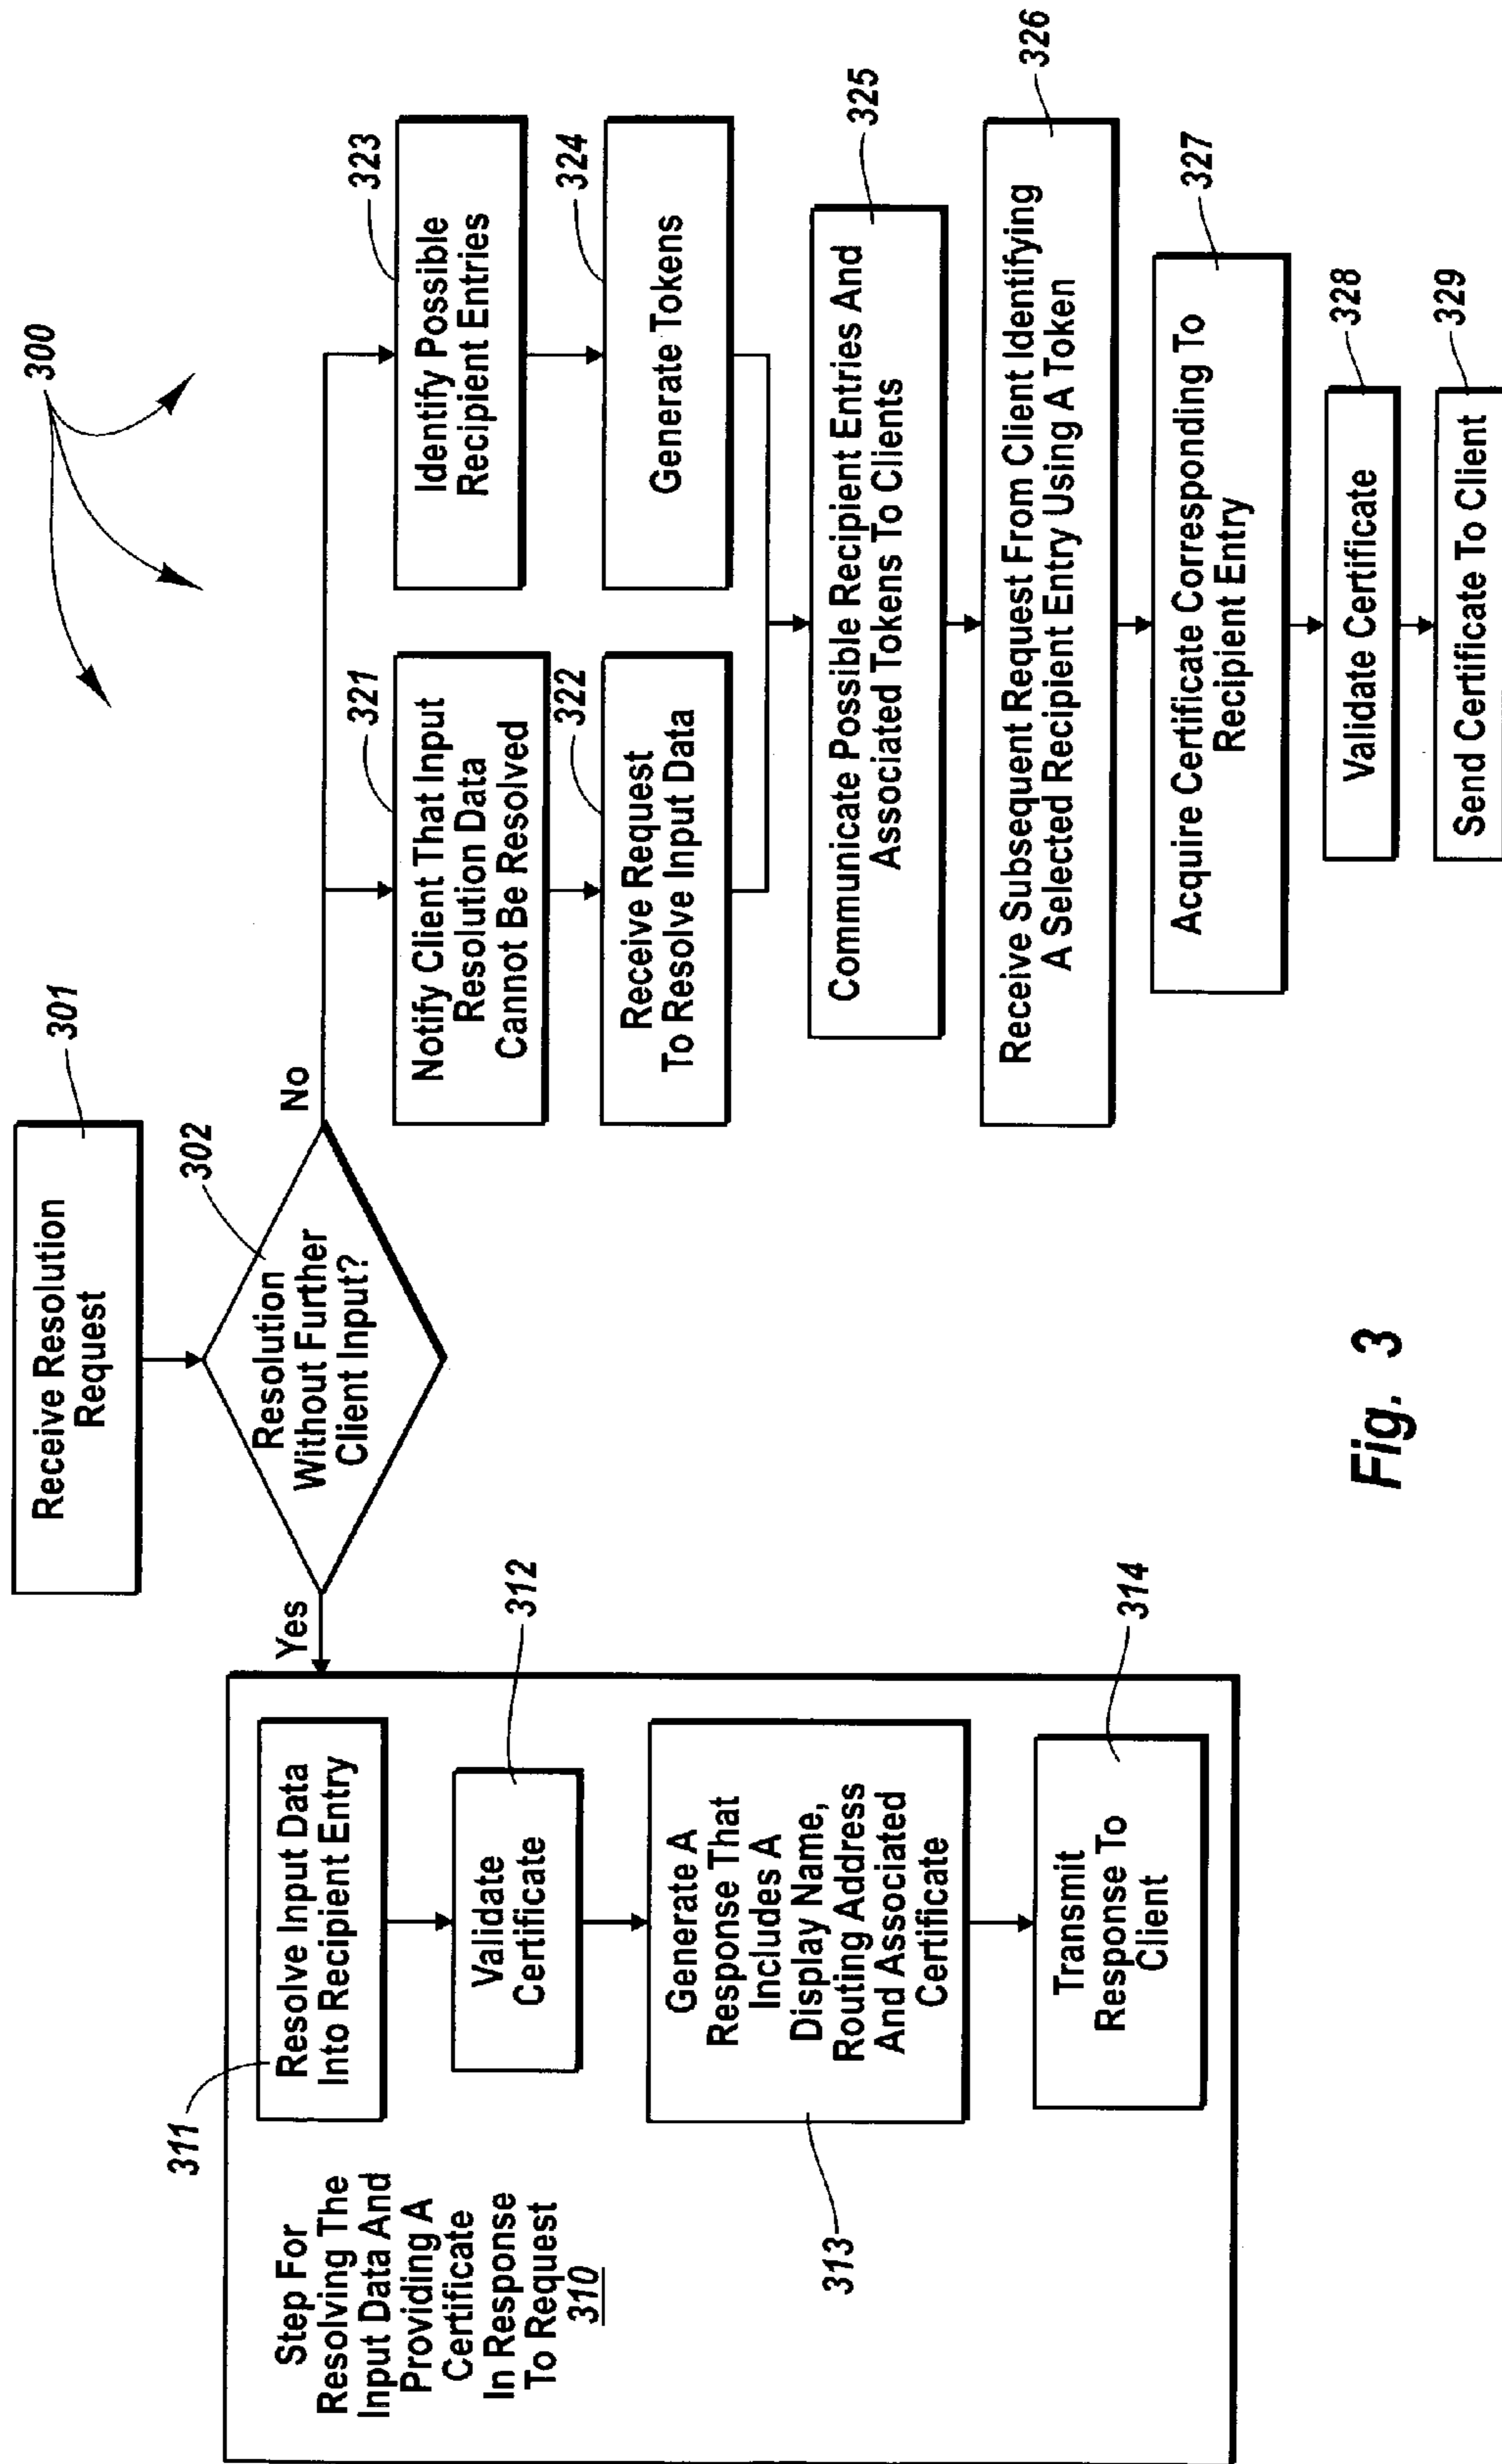 300
301
Receive Resolution
Request
302
Resolution
Without Further
Client Input?
Yes
No
Step For
Resolving The
Input Data And
Providing A
Certificate
In Response
To Request
310
311
Resolve Input Data
Into Recipient Entry
312
Validate
Certificate
313
Generate A
Response That
Includes A
Display Name,
Routing Address
And Associated
Certificate
314
Transmit
Response To
Client
321
Notify Client That Input
Resolution Data
Cannot Be Resolved
322
Receive Request
To Resolve Input Data
323
Identify Possible
Recipient Entries
324
Generate Tokens
325
Communicate Possible Recipient Entries And
Associated Tokens To Clients
326
Receive Subsequent Request From Client Identifying
A Selected Recipient Entry Using A Token
327
Acquire Certificate Corresponding To
Recipient Entry
328
Validate Certificate
329
Send Certificate To Client
Fig. 3